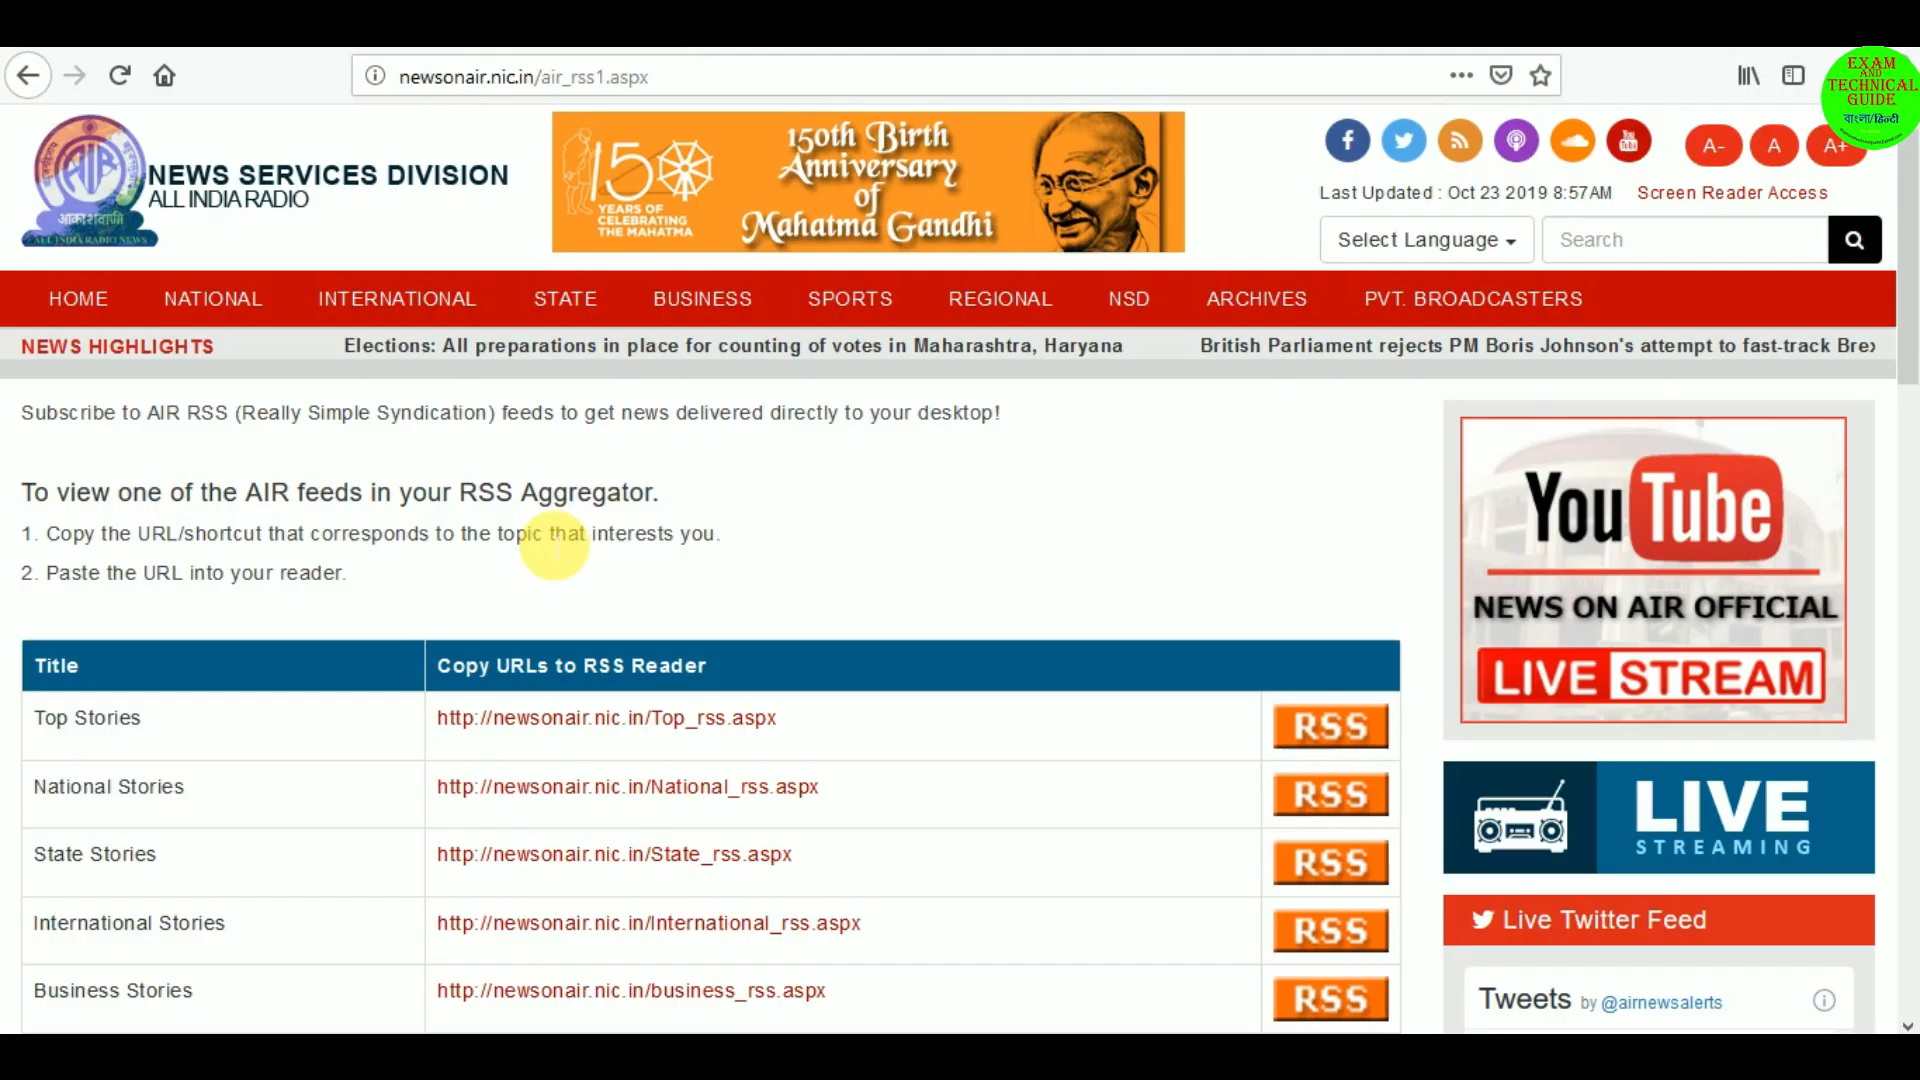 newsonair.nic.in/air_rss1.aspx
EXAM
AND
TECHNICAL
GUIDE
বাংলা/हिन्दी
AIR
आकाशवाणी
ALL INDIA RADIO NEWS
NEWS SERVICES DIVISION
ALL INDIA RADIO
150
YEARS OF
CELEBRATING
THE MAHATMA
150th Birth
Anniversary
of
Mahatma Gandhi
You
Tube
A- A A+
Last Updated : Oct 23 2019 8:57AM Screen Reader Access
Select Language Search
HOME NATIONAL INTERNATIONAL STATE BUSINESS SPORTS REGIONAL NSD ARCHIVES PVT. BROADCASTERS
NEWS HIGHLIGHTS Elections: All preparations in place for counting of votes in Maharashtra, Haryana British Parliament rejects PM Boris Johnson's attempt to fast-track Bre
Subscribe to AIR RSS (Really Simple Syndication) feeds to get news delivered directly to your desktop!
To view one of the AIR feeds in your RSS Aggregator.
1. Copy the URL/shortcut that corresponds to the topic that interests you.
2. Paste the URL into your reader.
Title Copy URLs to RSS Reader
Top Stories http://newsonair.nic.in/Top_rss.aspx RSS
National Stories http://newsonair.nic.in/National_rss.aspx RSS
State Stories http://newsonair.nic.in/State_rss.aspx RSS
International Stories http://newsonair.nic.in/International_rss.aspx RSS
Business Stories http://newsonair.nic.in/business_rss.aspx RSS
YouTube
NEWS ON AIR OFFICIAL
LIVE STREAM
LIVE
STREAMING
Live Twitter Feed
Tweets by @airnewsalerts